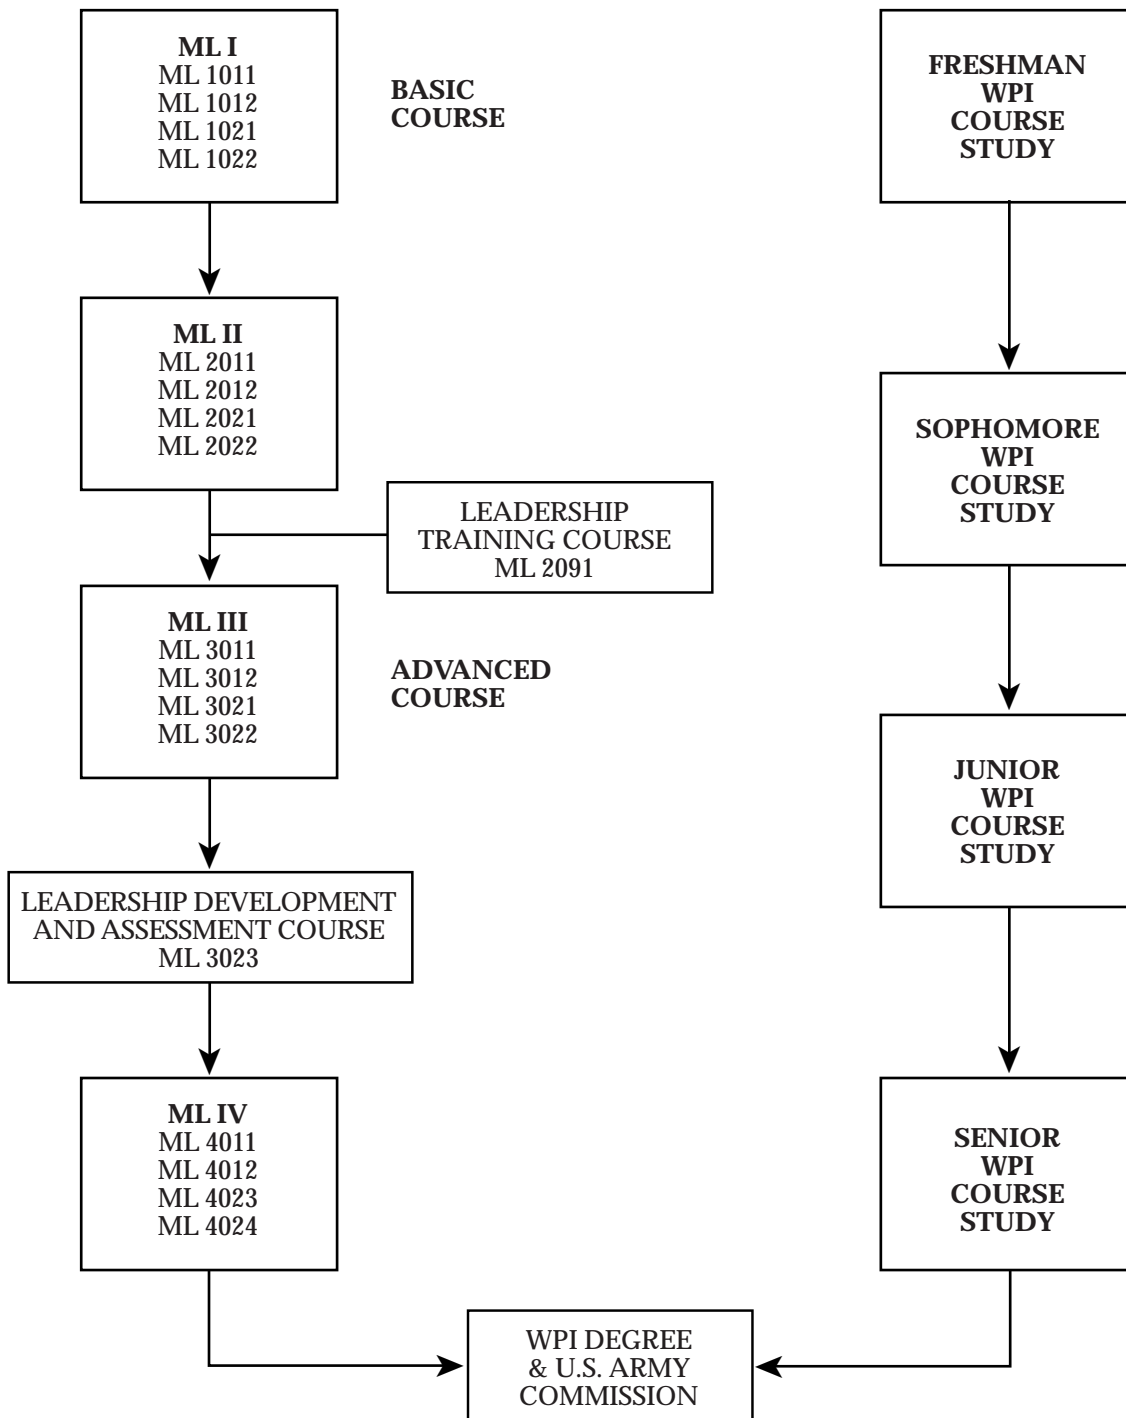 ML I
ML 1011
ML 1012
ML 1021
ML 1022
BASIC
COURSE
FRESHMAN
WPI
COURSE
STUDY
ML II
ML 2011
ML 2012
ML 2021
ML 2022
SOPHOMORE
WPI
COURSE
STUDY
LEADERSHIP
TRAINING COURSE
ML 2091
ML III
ML 3011
ML 3012
ML 3021
ML 3022
ADVANCED
COURSE
JUNIOR
WPI
COURSE
STUDY
LEADERSHIP DEVELOPMENT
AND ASSESSMENT COURSE
ML 3023
ML IV
ML 4011
ML 4012
ML 4023
ML 4024
SENIOR
WPI
COURSE
STUDY
WPI DEGREE
& U.S. ARMY
COMMISSION